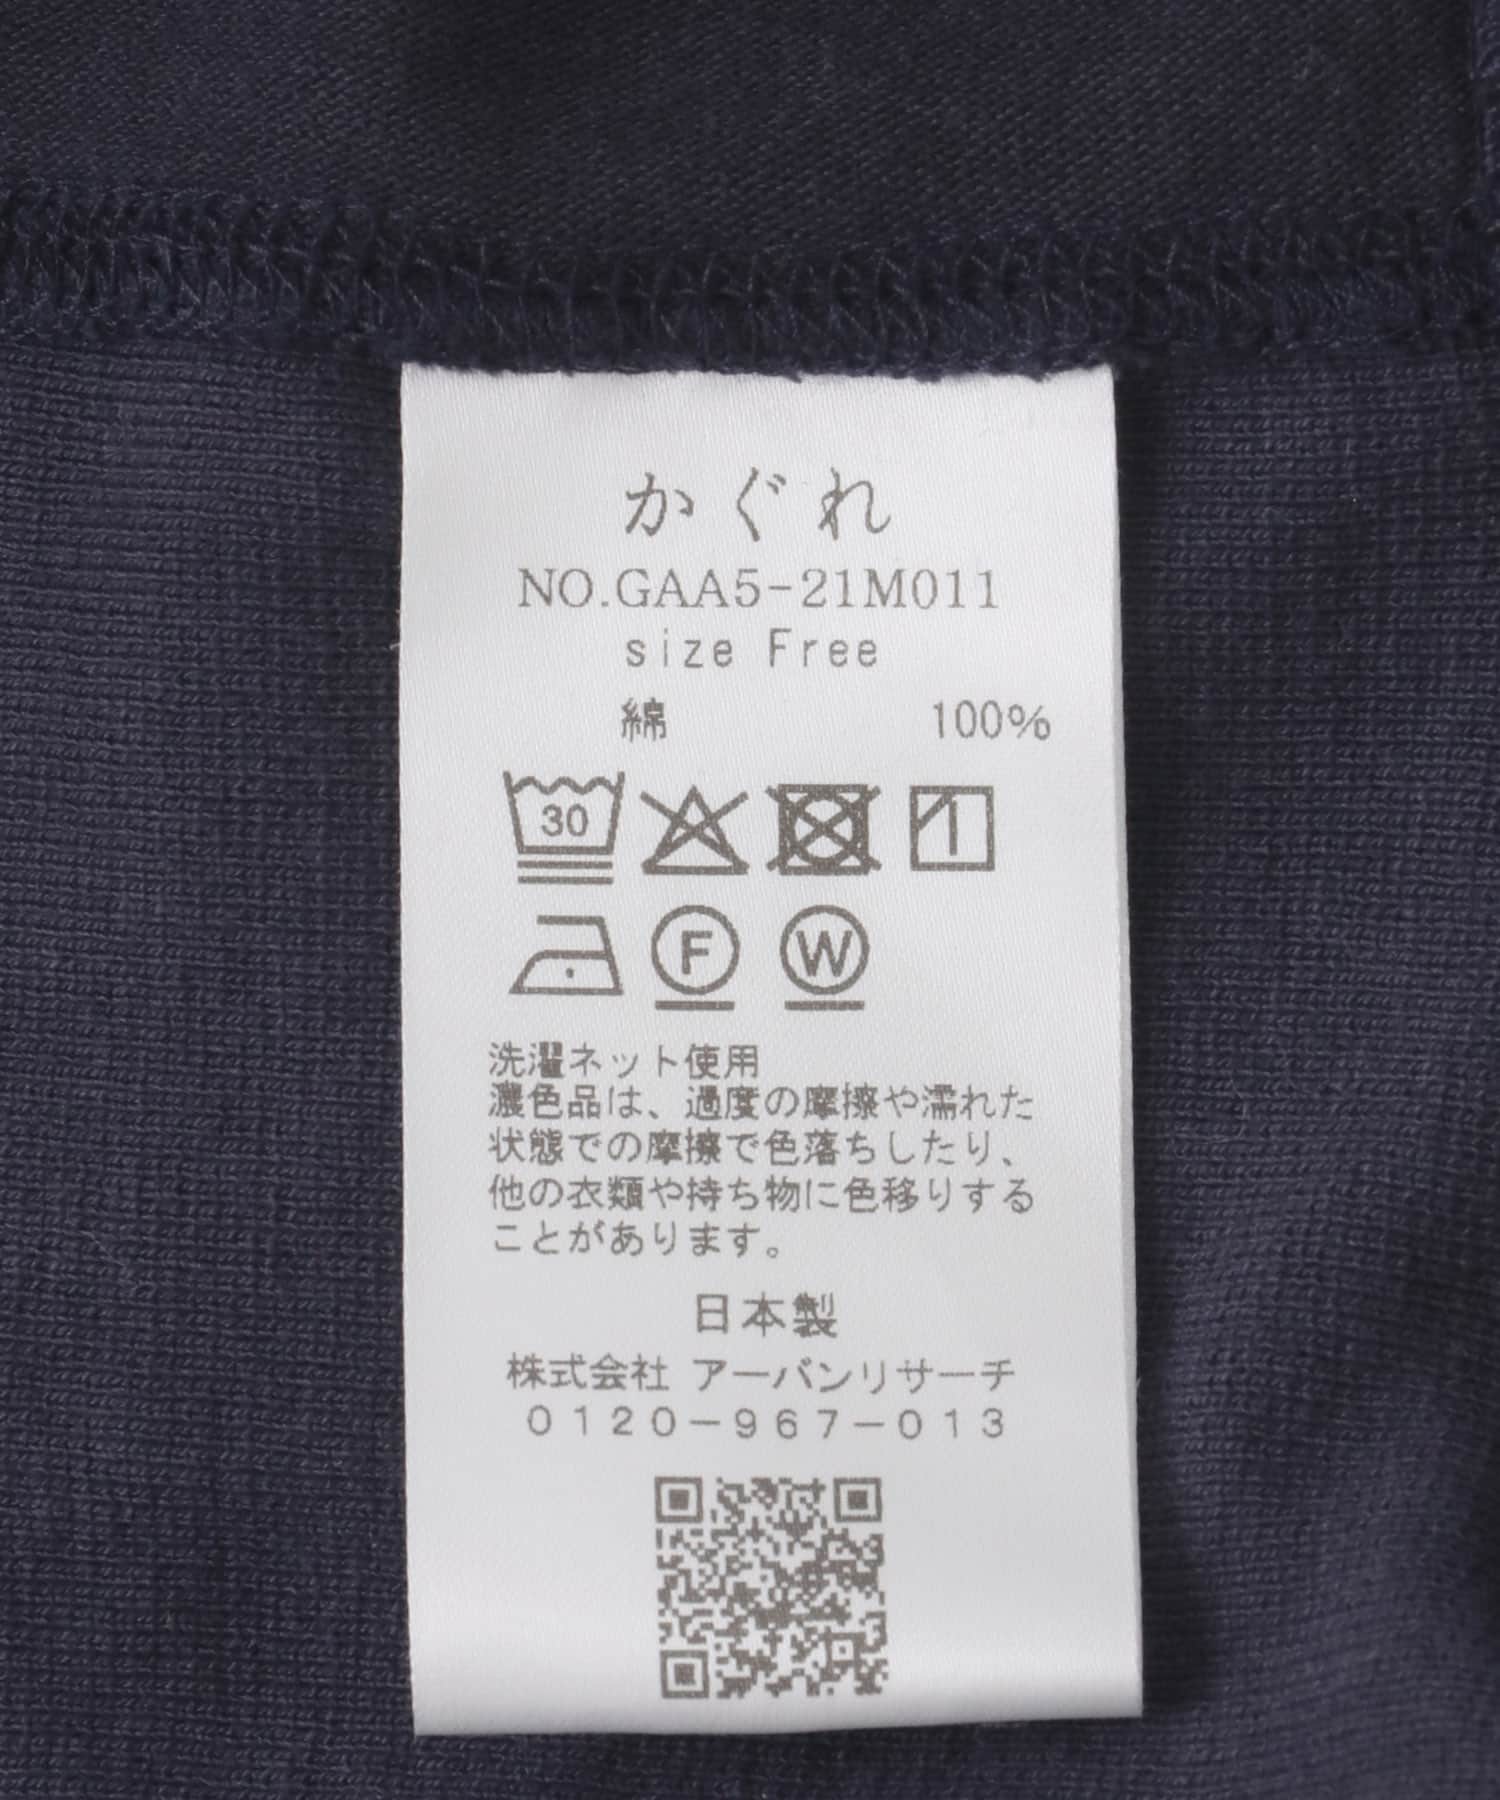 かぐれ
NO.GAA5-21M011
size Free
綿 100%
30
F W
洗濯ネット使用
濃色品は、過度の摩擦や濡れた
状態での摩擦で色落ちしたり、
他の衣類や持ち物に色移りする
ことがあります。
日本製
株式会社 アーバンリサーチ
0120-967-013